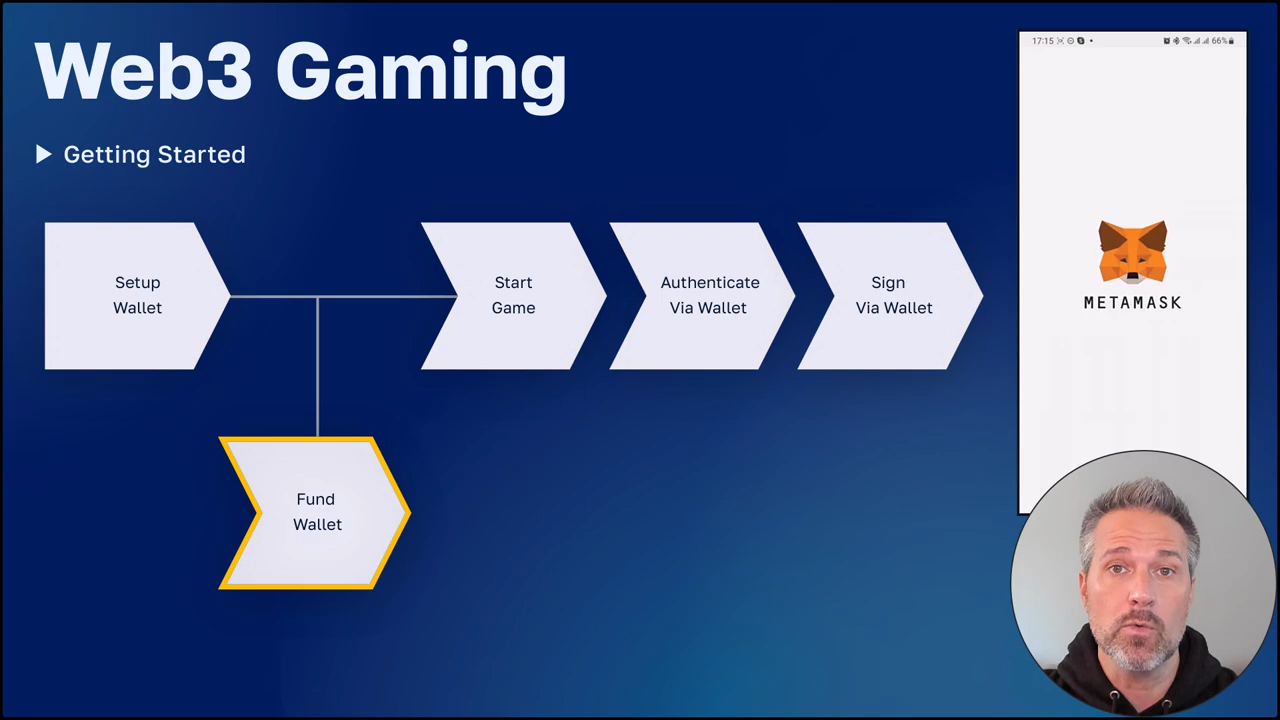 Web3 Gaming
Getting Started
Setup
Wallet
Start
Game
Authenticate
Via Wallet
Sign
Via Wallet
Fund
Wallet
17:15
66%
METAMASK